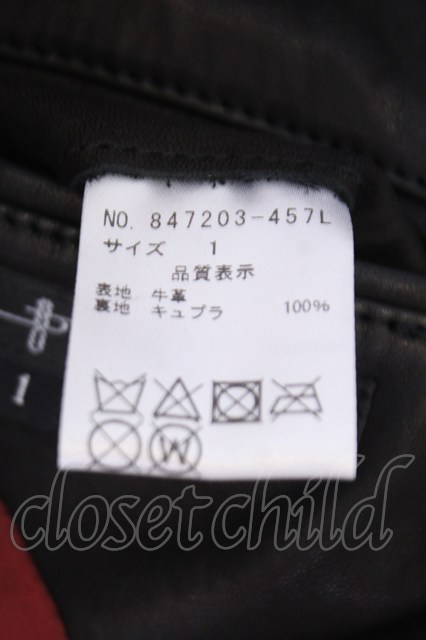 NO. 847203-457L
サイズ 1
品質表示
表地 牛革
裏地 キュプラ 100%
W
1
closetchild